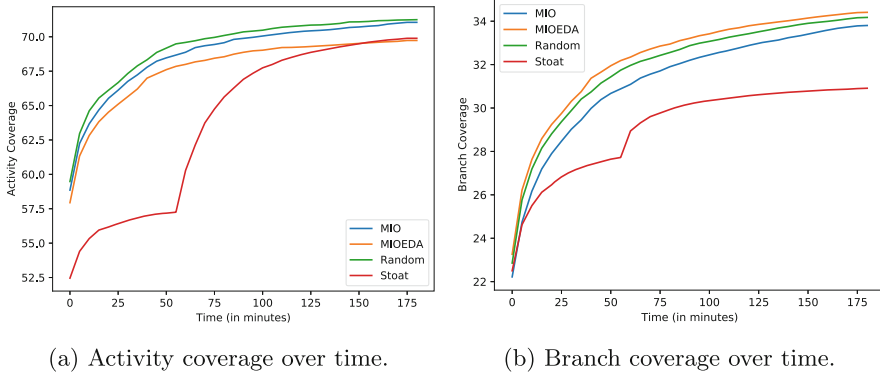 70.0
67.5
65.0
62.5
60.0
57.5
55.0
52.5
Activity Coverage
0
25
50
75
100
125
150
175
Time (in minutes)
MIO
MIOEDA
Random
Stoat
(a) Activity coverage over time.
34
32
30
28
26
24
22
Branch Coverage
0
25
50
75
100
125
150
175
Time (in minutes)
MIO
MIOEDA
Random
Stoat
(b) Branch coverage over time.